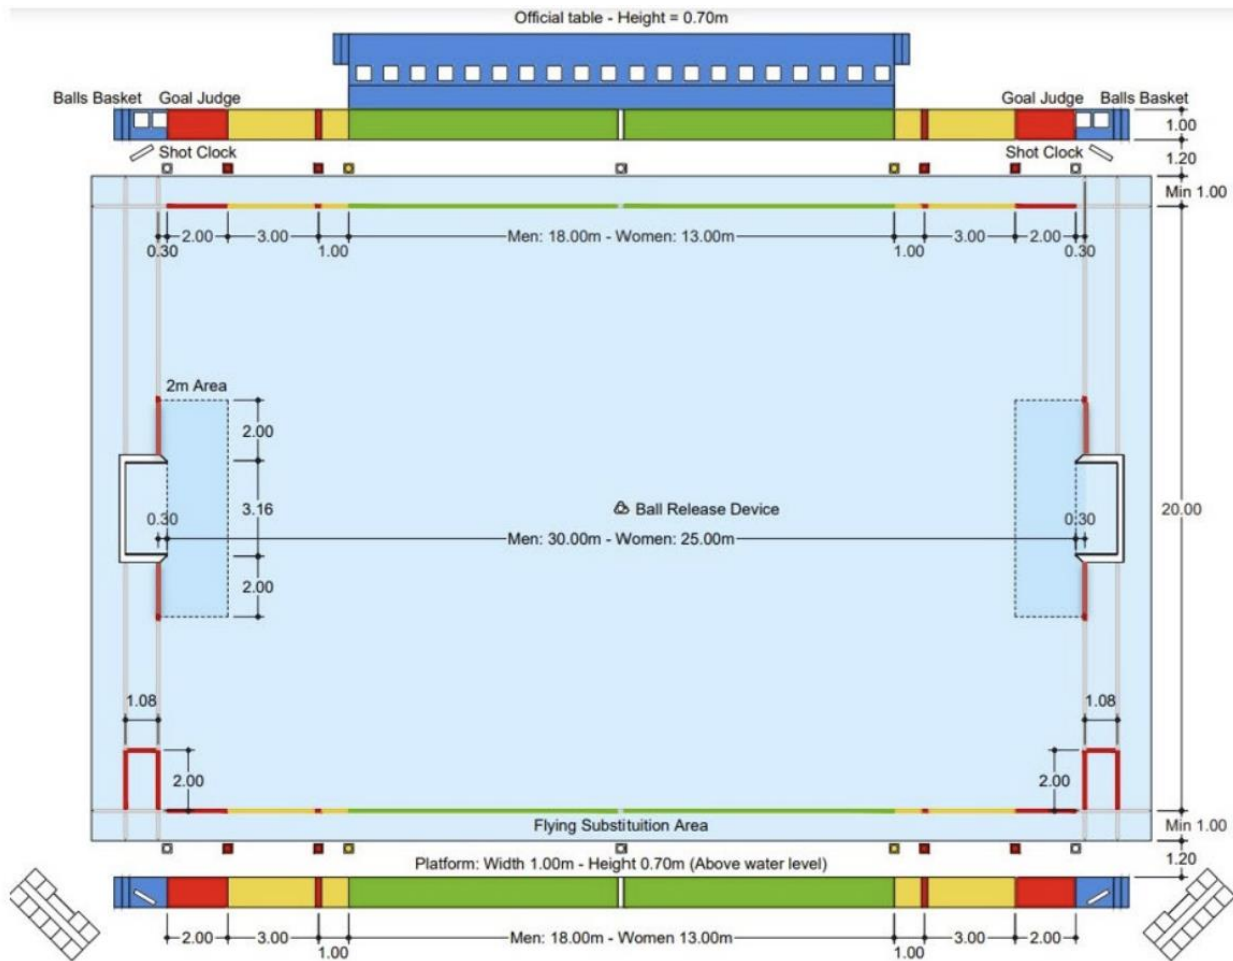 Official table - Height = 0.70m
Balls Basket Goal Judge Goal Judge Balls Basket
1.00
Shot Clock Shot Clock
1.20
Min 1.00
2.00 3.00 Men: 18.00m - Women: 13.00m 3.00 2.00
0.30 1.00 1.00 0.30
2m Area
2.00
3.16 Ball Release Device 20.00
0.30 0.30
Men: 30.00m - Women: 25.00m
2.00
1.08 1.08
2.00 2.00
Flying Substituition Area Min 1.00
Platform: Width 1.00m - Height 0.70m (Above water level) 1.20
2.00 3.00 Men: 18.00m - Women 13.00m 3.00 2.00
1.00 1.00